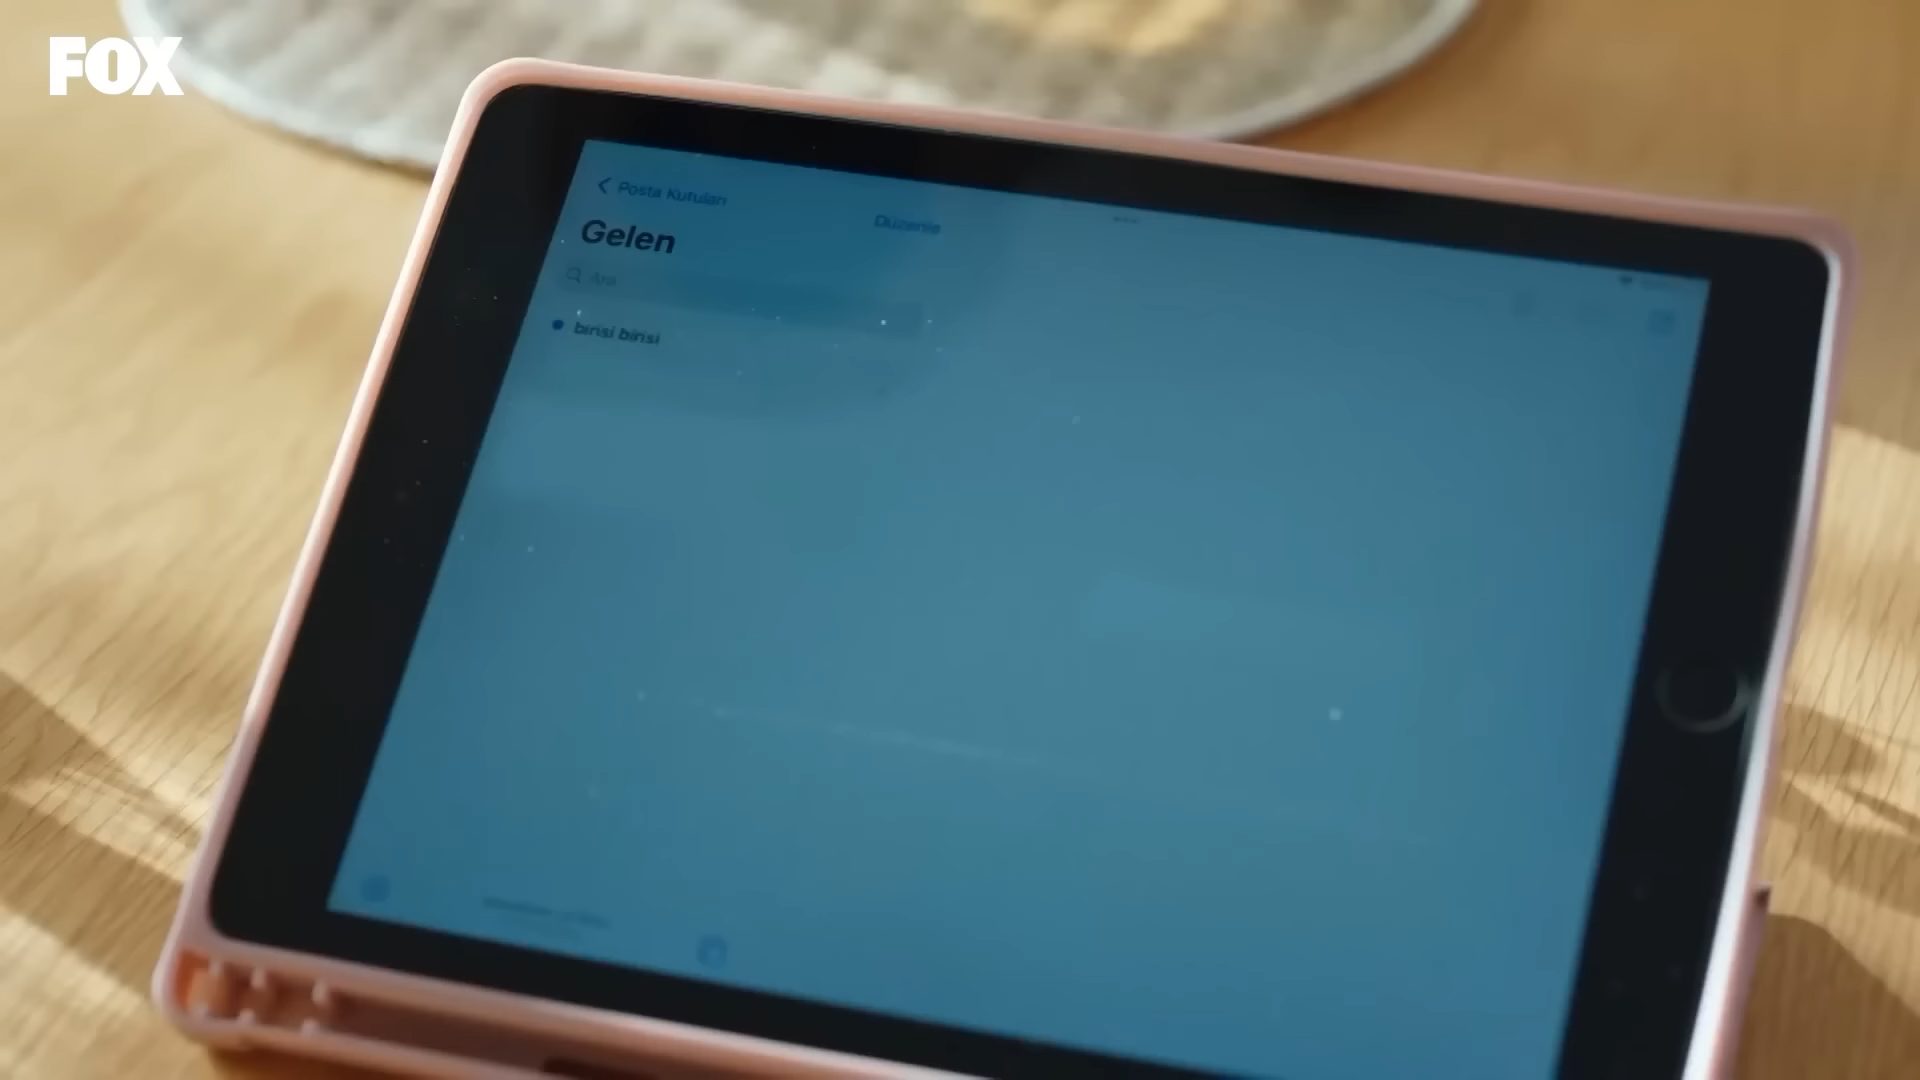 FOX
Posta Kutuları
Düzenle
Gelen
Ara
birisi birisi